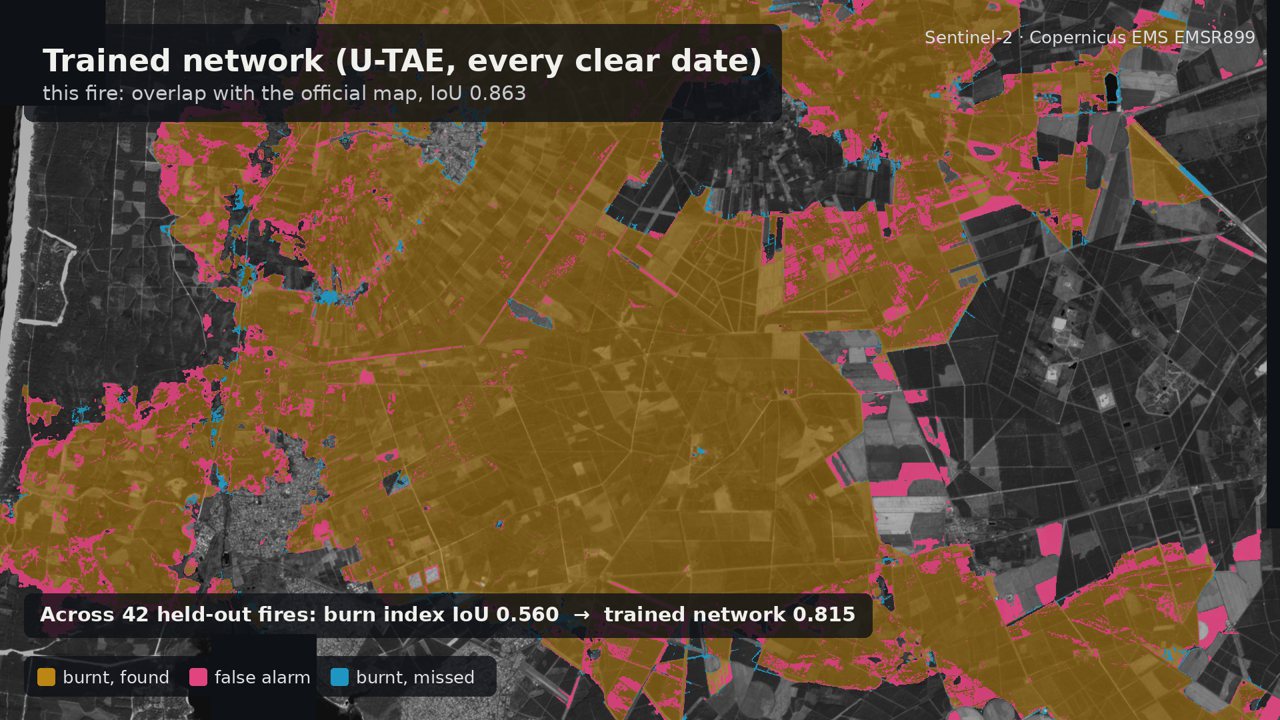 Trained network (U-TAE, every clear date)
this fire: overlap with the official map, IoU 0.863
Sentinel-2 · Copernicus EMS EMSR899
Across 42 held-out fires: burn index IoU 0.560 → trained network 0.815
burnt, found false alarm burnt, missed